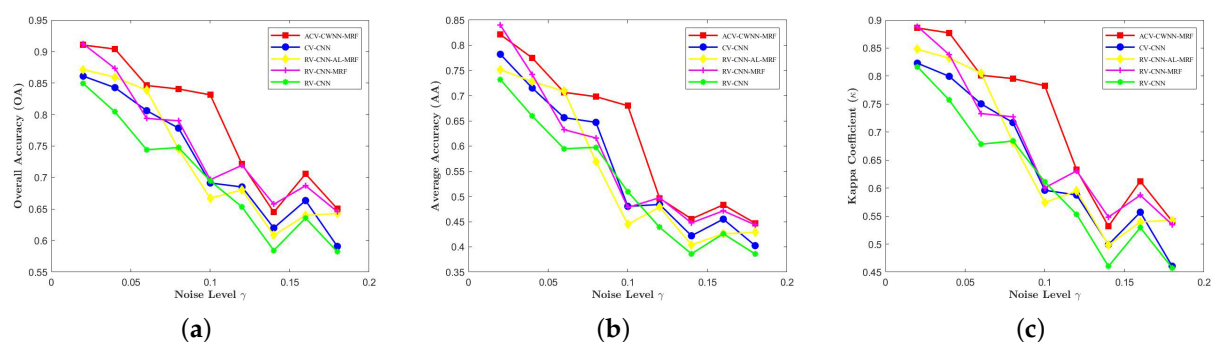 0.95
0.9
0.85
0.8
0.75
0.7
0.65
0.6
0.55
Overall Accuracy (OA)
ACV-CWNN-MRF
CV-CNN
RV-CNN-AL-MRF
RV-CNN-MRF
RV-CNN
0 0.05 0.1 0.15 0.2
Noise Level γ
(a)
0.85
0.8
0.75
0.7
0.65
0.6
0.55
0.5
0.45
0.4
0.35
Average Accuracy (AA)
ACV-CWNN-MRF
CV-CNN
RV-CNN-AL-MRF
RV-CNN-MRF
RV-CNN
0 0.05 0.1 0.15 0.2
Noise Level γ
(b)
0.9
0.85
0.8
0.75
0.7
0.65
0.6
0.55
0.5
0.45
Kappa Coefficient (κ)
ACV-CWNN-MRF
CV-CNN
RV-CNN-AL-MRF
RV-CNN-MRF
RV-CNN
0 0.05 0.1 0.15 0.2
Noise Level γ
(c)